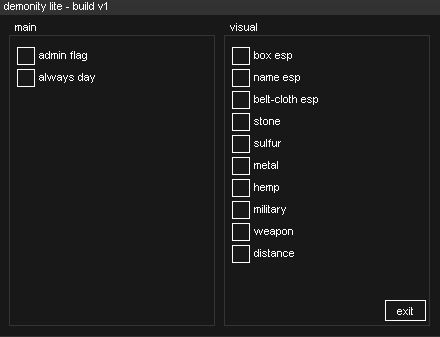 demonity lite - build v1
main
admin flag
always day
visual
box esp
name esp
belt-cloth esp
stone
sulfur
metal
hemp
military
weapon
distance
exit